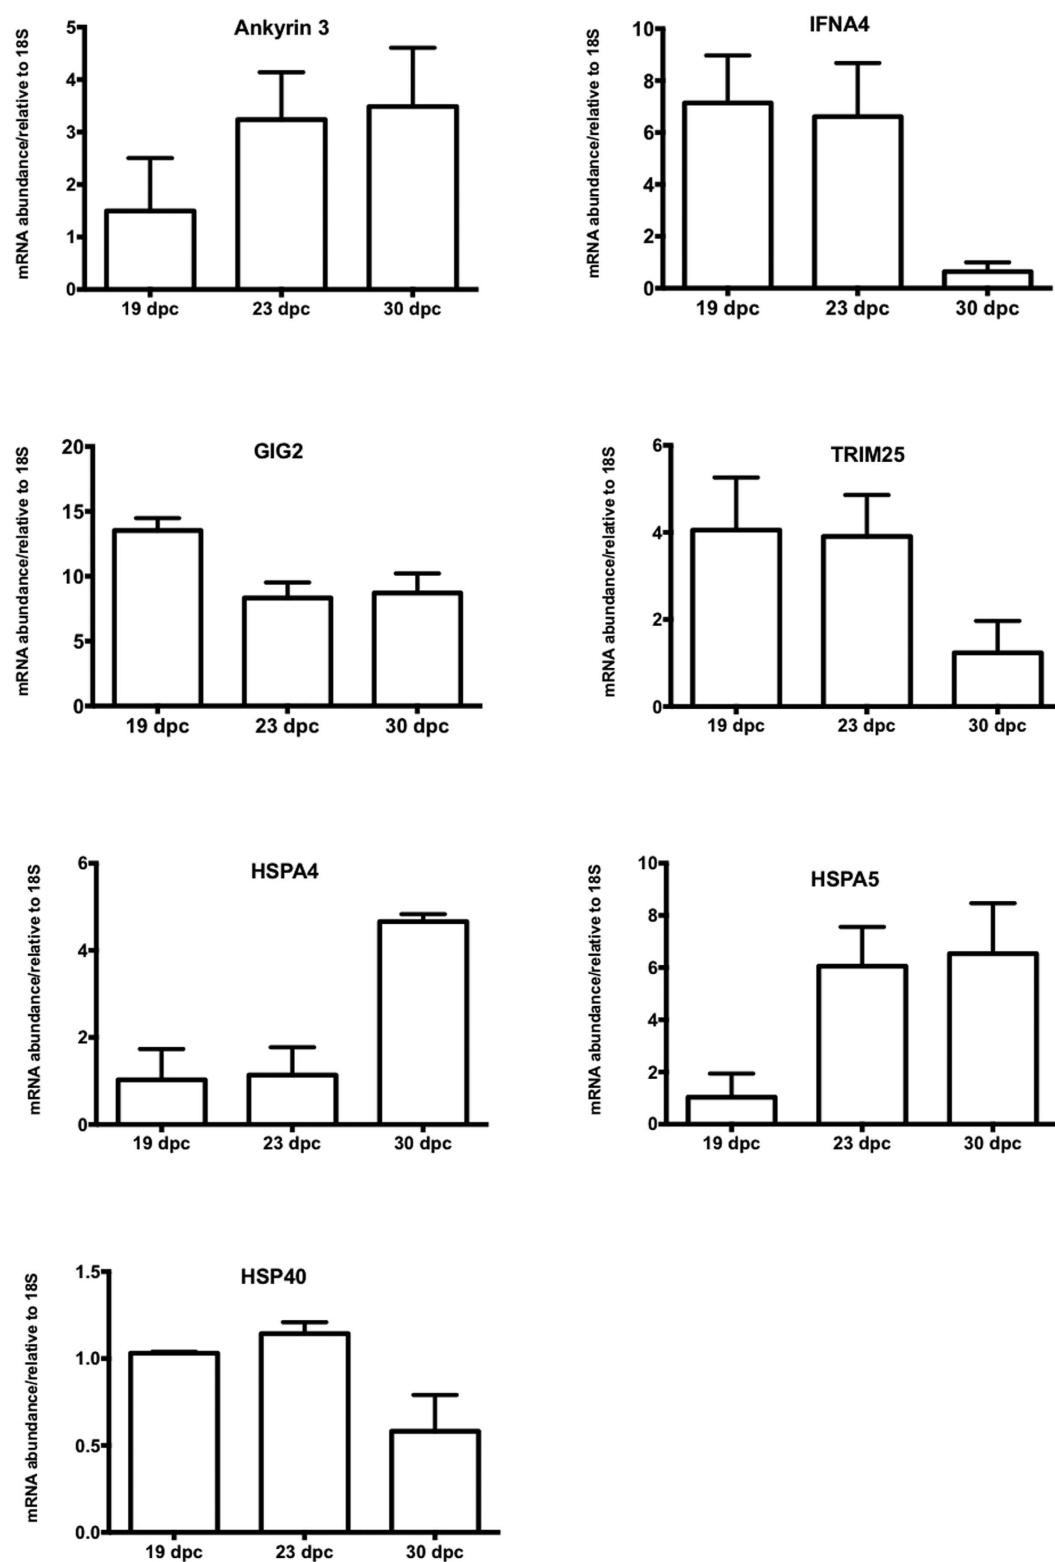 Ankyrin 3
mRNA abundance/relative to 18S
5
4
3
2
1
0
19 dpc 23 dpc 30 dpc
IFNA4
mRNA abundance/relative to 18S
10
8
6
4
2
0
19 dpc 23 dpc 30 dpc
GIG2
mRNA abundance/relative to 18S
20
15
10
5
0
19 dpc 23 dpc 30 dpc
TRIM25
mRNA abundance/relative to 18S
6
4
2
0
19 dpc 23 dpc 30 dpc
HSPA4
mRNA abundance/relative to 18S
6
4
2
0
19 dpc 23 dpc 30 dpc
HSPA5
mRNA abundance/relative to 18S
10
8
6
4
2
0
19 dpc 23 dpc 30 dpc
HSP40
mRNA abundance/relative to 18S
1.5
1.0
0.5
0.0
19 dpc 23 dpc 30 dpc